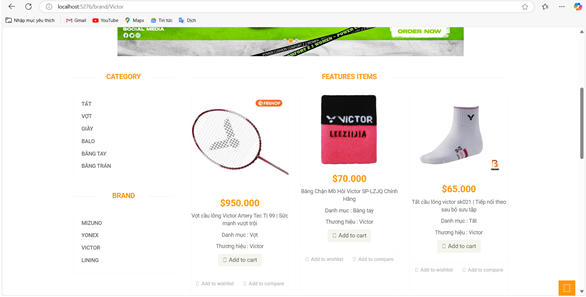 localhost:5276/brand/Victor
Nhập mục yêu thích
Gmail
YouTube
Maps
Tin tức
Dịch
SOCIAL MEDIA
ORDER NOW
CATEGORY
TẤT
VỢT
GIÀY
BALO
BĂNG TAY
BĂNG TRÁN
BRAND
MIZUNO
YONEX
VICTOR
LINING
FEATURES ITEMS
$950.000
Vợt cầu lông Victor Artery Tec Ti 99 | Sức
mạnh vượt trội
Danh mục : Vợt
Thương hiệu : Victor
Add to cart
Add to wishlist
Add to compare
VICTOR
LEEZIIJIA
$70.000
Băng Chặn Mồ Hôi Victor SP-LZJQ Chính
Hãng
Danh mục : Băng tay
Thương hiệu : Victor
Add to cart
Add to wishlist
Add to compare
$65.000
Tất cầu lông victor sk021 | Tiếp nối theo
sau bộ sưu tập
Danh mục : Tất
Thương hiệu : Victor
Add to cart
Add to wishlist
Add to compare